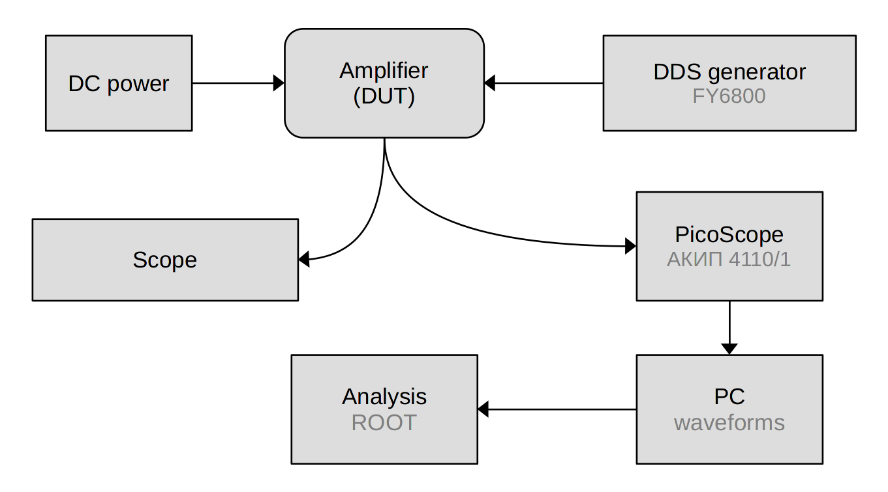 DC power
Amplifier
(DUT)
DDS generator
FY6800
Scope
PicoScope
АКИП 4110/1
Analysis
ROOT
PC
waveforms